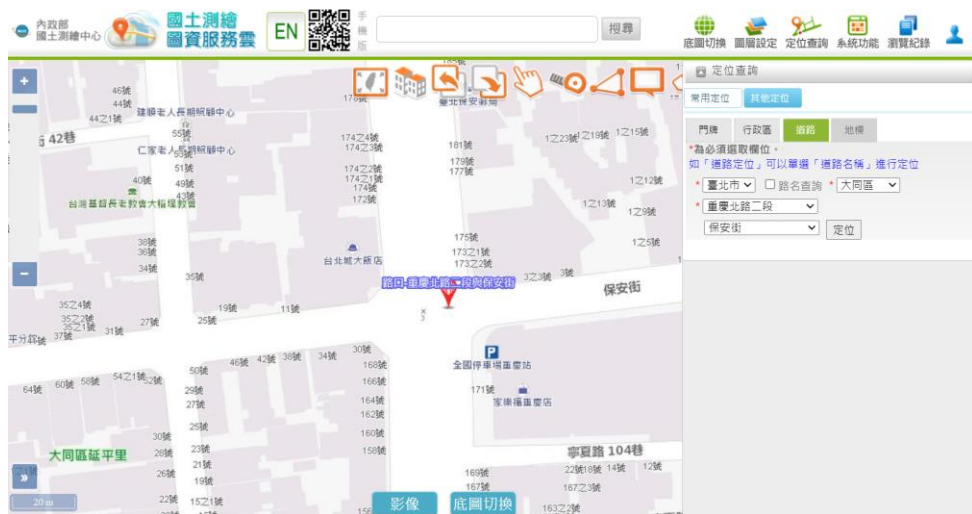 內政部
國土測繪中心
國土測繪
圖資服務雲
EN
手機版
搜尋
底圖切換
圖層設定
定位查詢
系統功能
瀏覽紀錄
定位查詢
常用定位
其他定位
門牌
行政區
道路
地標
*為必須選取欄位。
如「道路定位」可以單選「道路名稱」進行定位
* 臺北市 路名查詢 * 大同區
* 重慶北路二段
保安街 定位
46號
44號
44之1號
建順老人長期照顧中心
42巷
55號
仁家老人長期照顧中心
53號
51號
40號
49號
43號
台灣基督長老教會大稻埕教會
174之4號
174之3號
174之2號
174之1號
174號
172號
181號
179號
177號
1之23號
1之19號
1之15號
1之12號
1之13號
1之9號
38號
36號
34號
35號
台北城大飯店
175號
173之1號
173之2號
1之5號
路口-重慶北路二段與保安街
3之3號
3號
保安街
35之4號
35之2號
35之1號
37號
31號
27號
25號
19號
11號
50號
46號
42號
38號
34號
30號
168號
全國停車場重慶站
64號
60號
58號
54之1號
52號
29號
27號
166號
171號
家樂福重慶店
164號
162號
25號
30號
160號
大同區延平里
28號
23號
158號
寧夏路 104巷
21號
26號
19號
169號
167號
22號
18號
14號
12號
167之3號
22號
15之1號
163之2號
20 m
影像
底圖切換